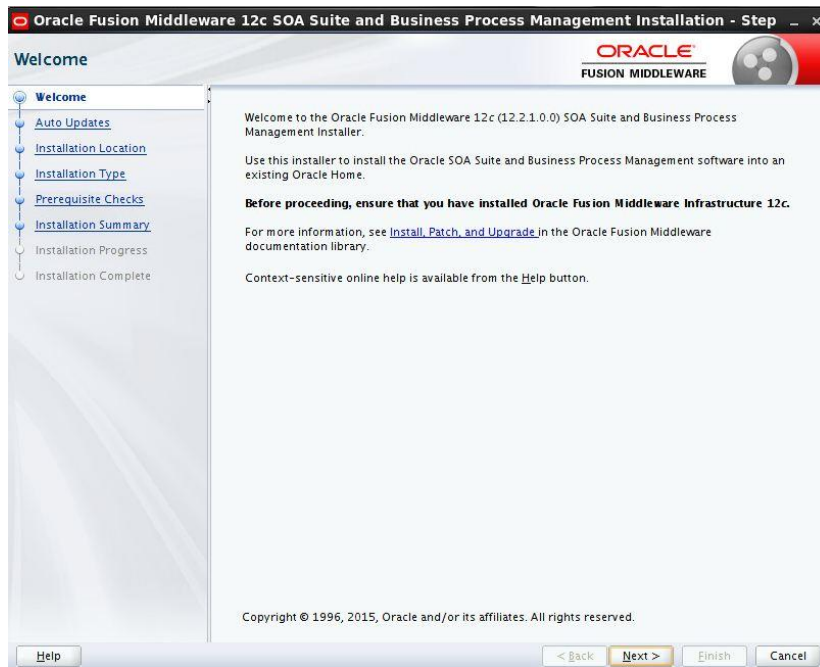 Oracle Fusion Middleware 12c SOA Suite and Business Process Management Installation - Step
Welcome
ORACLE
FUSION MIDDLEWARE
Welcome
Auto Updates
Installation Location
Installation Type
Prerequisite Checks
Installation Summary
Installation Progress
Installation Complete
Welcome to the Oracle Fusion Middleware 12c (12.2.1.0.0) SOA Suite and Business Process
Management Installer.
Use this installer to install the Oracle SOA Suite and Business Process Management software into an
existing Oracle Home.
Before proceeding, ensure that you have installed Oracle Fusion Middleware Infrastructure 12c.
For more information, see Install, Patch, and Upgrade in the Oracle Fusion Middleware
documentation library.
Context-sensitive online help is available from the Help button.
Copyright © 1996, 2015, Oracle and/or its affiliates. All rights reserved.
Help
< Back
Next >
Finish
Cancel